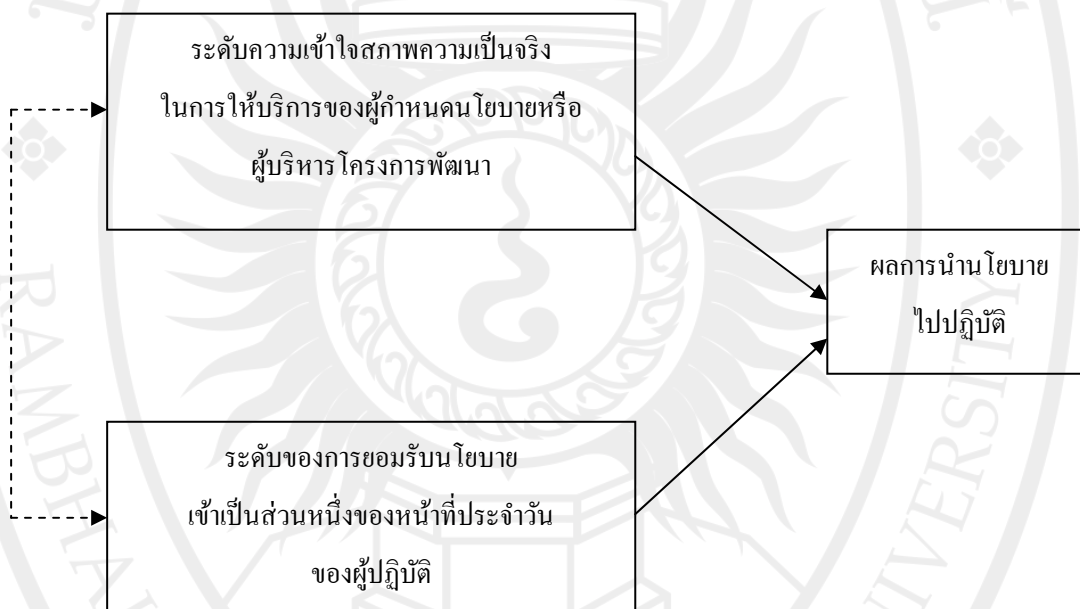 ระดับความเข้าใจสภาพความเป็นจริง
ในการให้บริการของผู้กำหนดนโยบายหรือ
ผู้บริหารโครงการพัฒนา
ผลการนำนโยบาย
ไปปฏิบัติ
ระดับของการยอมรับนโยบาย
เข้าเป็นส่วนหนึ่งของหน้าที่ประจำวัน
ของผู้ปฏิบัติ
RAMBHA
VERSITY